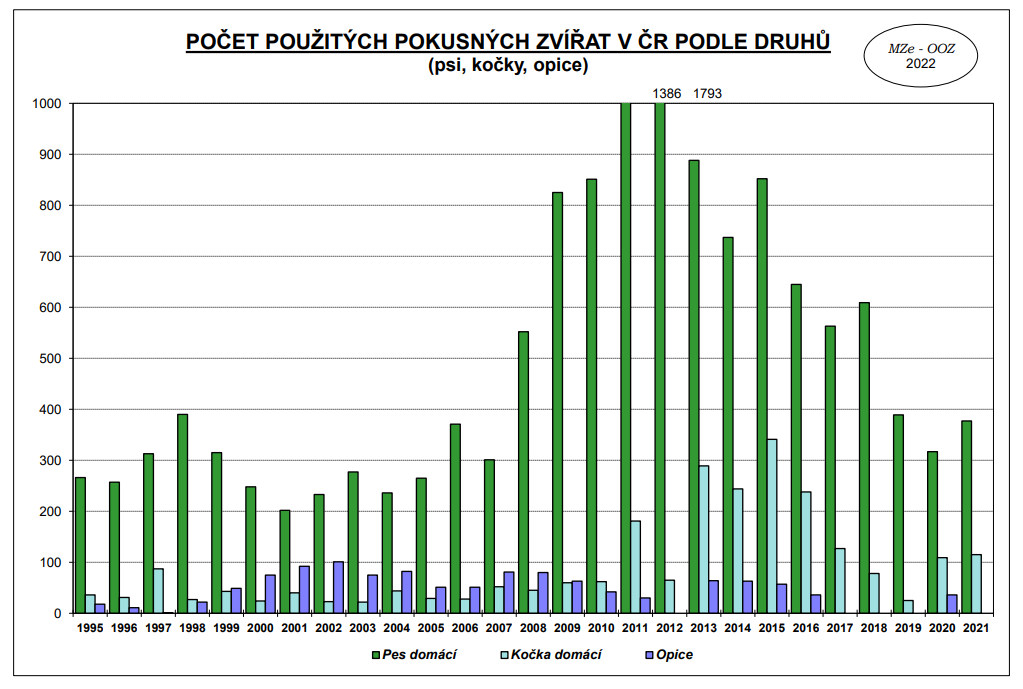 POČET POUŽITÝCH POKUSNÝCH ZVÍŘAT V ČR PODLE DRUHŮ
(psi, kočky, opice)
MZe - OOZ
2022
1386 1793
1000
900
800
700
600
500
400
300
200
100
0
1995 1996 1997 1998 1999 2000 2001 2002 2003 2004 2005 2006 2007 2008 2009 2010 2011 2012 2013 2014 2015 2016 2017 2018 2019 2020 2021
Pes domácí Kočka domácí Opice